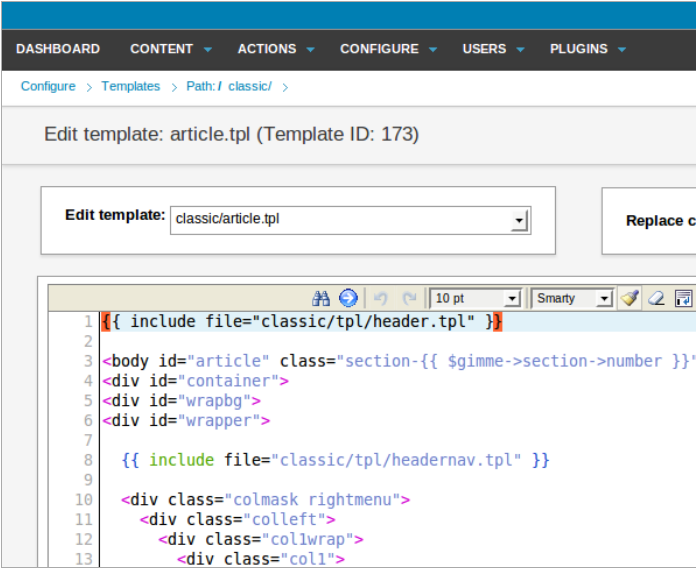 DASHBOARD CONTENT ACTIONS CONFIGURE USERS PLUGINS
Configure > Templates > Path: / classic/ >
Edit template: article.tpl (Template ID: 173)
Edit template: classic/article.tpl
Replace c
10 pt Smarty
1 {{ include file="classic/tpl/header.tpl" }}
2
3 <body id="article" class="section-{{ $gimme->section->number }}"
4 <div id="container">
5 <div id="wrapbg">
6 <div id="wrapper">
7
8 {{ include file="classic/tpl/headernav.tpl" }}
9
10 <div class="colmask rightmenu">
11 <div class="colleft">
12 <div class="col1wrap">
13 <div class="col1">